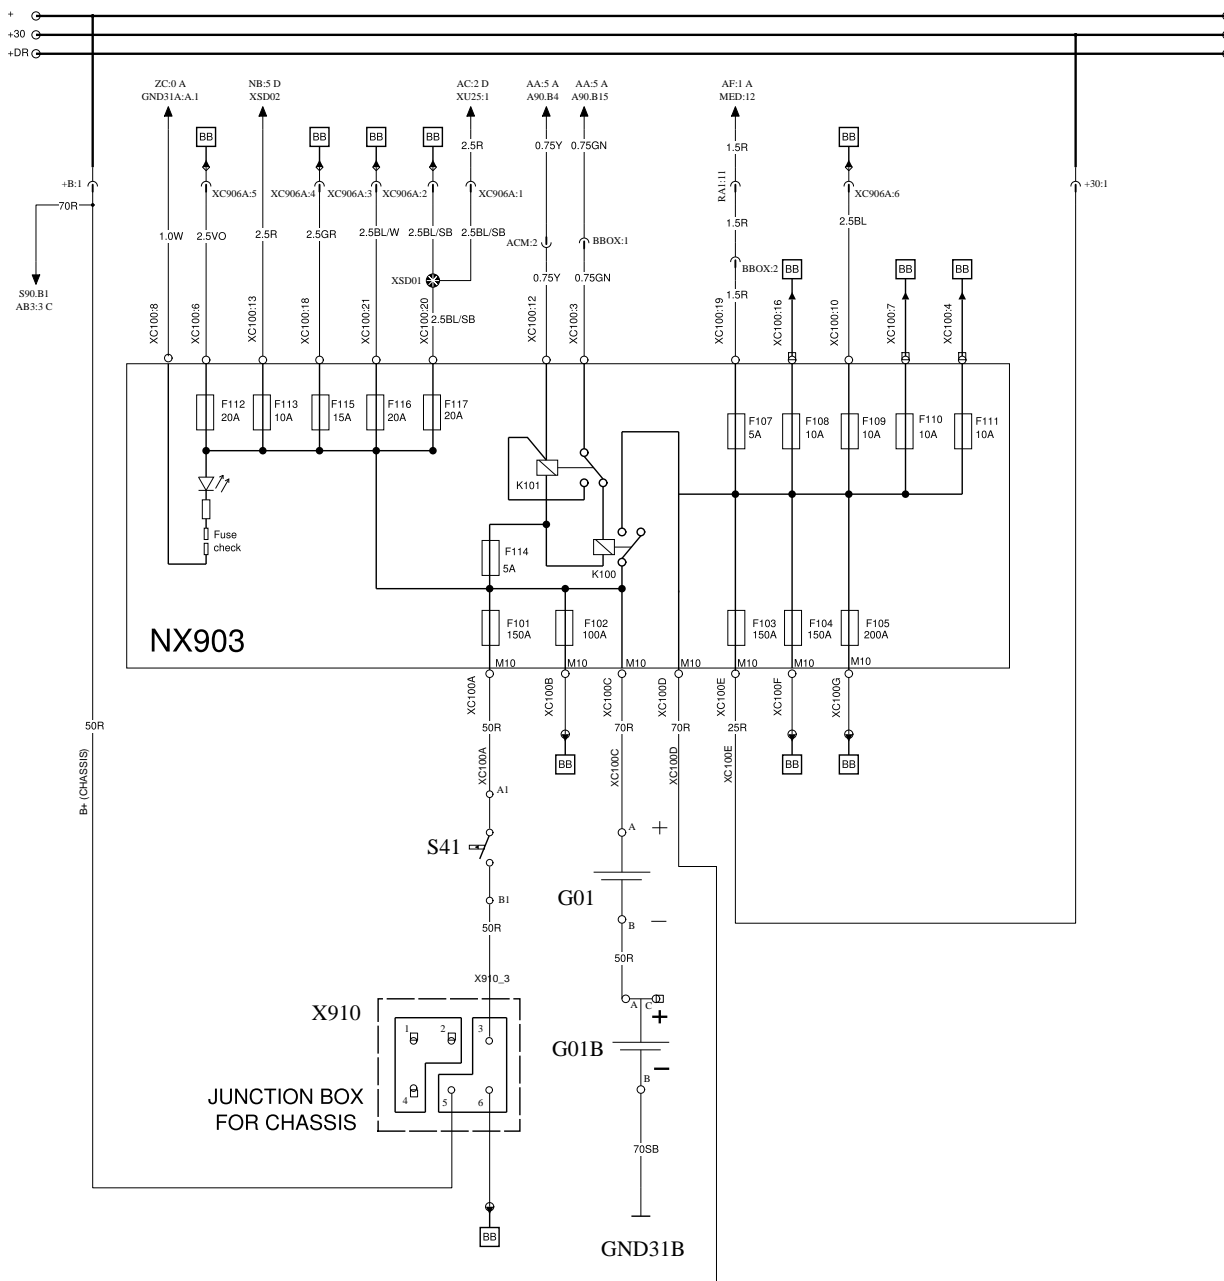 +
+30
+DR
ZC:0 A
GND31A:A.1
NB:5 D
XSD02
AC:2 D
XU25:1
AA:5 A
A90.B4
AA:5 A
A90.B15
AF:1 A
MED:12
BB
BB
BB
BB
BB
2.5R
0.75Y
0.75GN
1.5R
+B:1
XC906A:5
XC906A:4
XC906A:3
XC906A:2
XC906A:1
RA1:11
XC906A:6
+30:1
70R
1.0W
2.5VO
2.5R
2.5GR
2.5BL/W
2.5BL/SB
2.5BL/SB
ACM:2
BBOX:1
1.5R
2.5BL
S90.B1
AB3:3 C
XSD01
0.75Y
0.75GN
BBOX:2
BB
BB
BB
1.5R
XC100:8
XC100:6
XC100:13
XC100:18
XC100:21
XC100:20
2.5BL/SB
XC100:12
XC100:3
XC100:19
XC100:16
XC100:10
XC100:7
XC100:4
F112
20A
F113
10A
F115
15A
F116
20A
F117
20A
F107
5A
F108
10A
F109
10A
F110
10A
F111
10A
K101
Fuse
check
F114
5A
K100
NX903
F101
150A
F102
100A
F103
150A
F104
150A
F105
200A
M10
M10
M10
M10
M10
M10
M10
XC100A
XC100B
XC100C
XC100D
XC100E
XC100F
XC100G
50R
50R
70R
70R
25R
B+ (CHASSIS)
XC100A
BB
XC100C
XC100D
XC100E
BB
BB
A1
A
+
S41
G01
B1
B
−
50R
50R
X910_3
X910
A
C
+
1
2
3
G01B
−
B
4
5
6
JUNCTION BOX
FOR CHASSIS
70SB
BB
GND31B